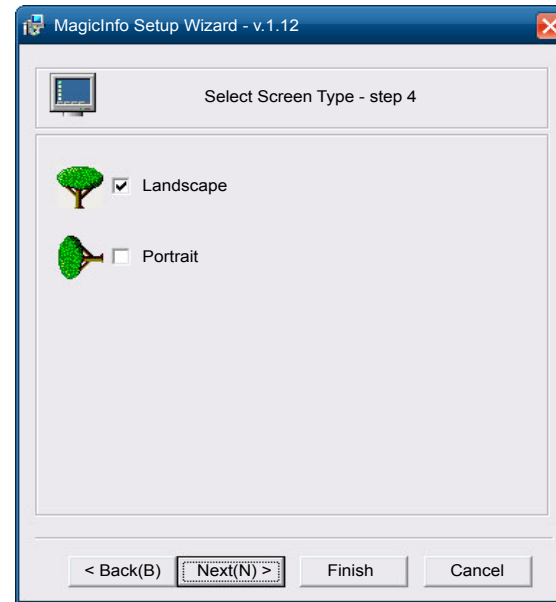 MagicInfo Setup Wizard - v.1.12
Select Screen Type - step 4
Landscape
Portrait
< Back(B) Next(N) > Finish Cancel